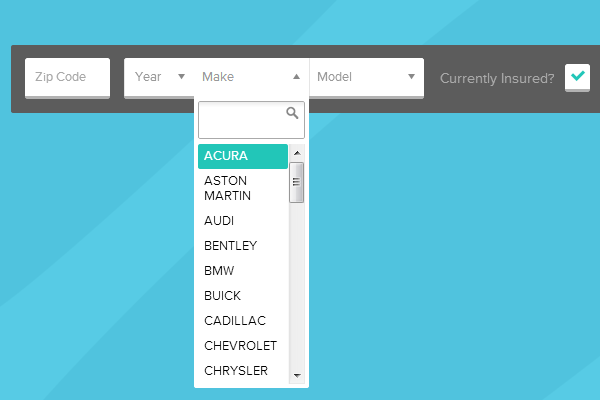 Zip Code
Year
Make
Model
Currently Insured?
ACURA
ASTON
MARTIN
AUDI
BENTLEY
BMW
BUICK
CADILLAC
CHEVROLET
CHRYSLER